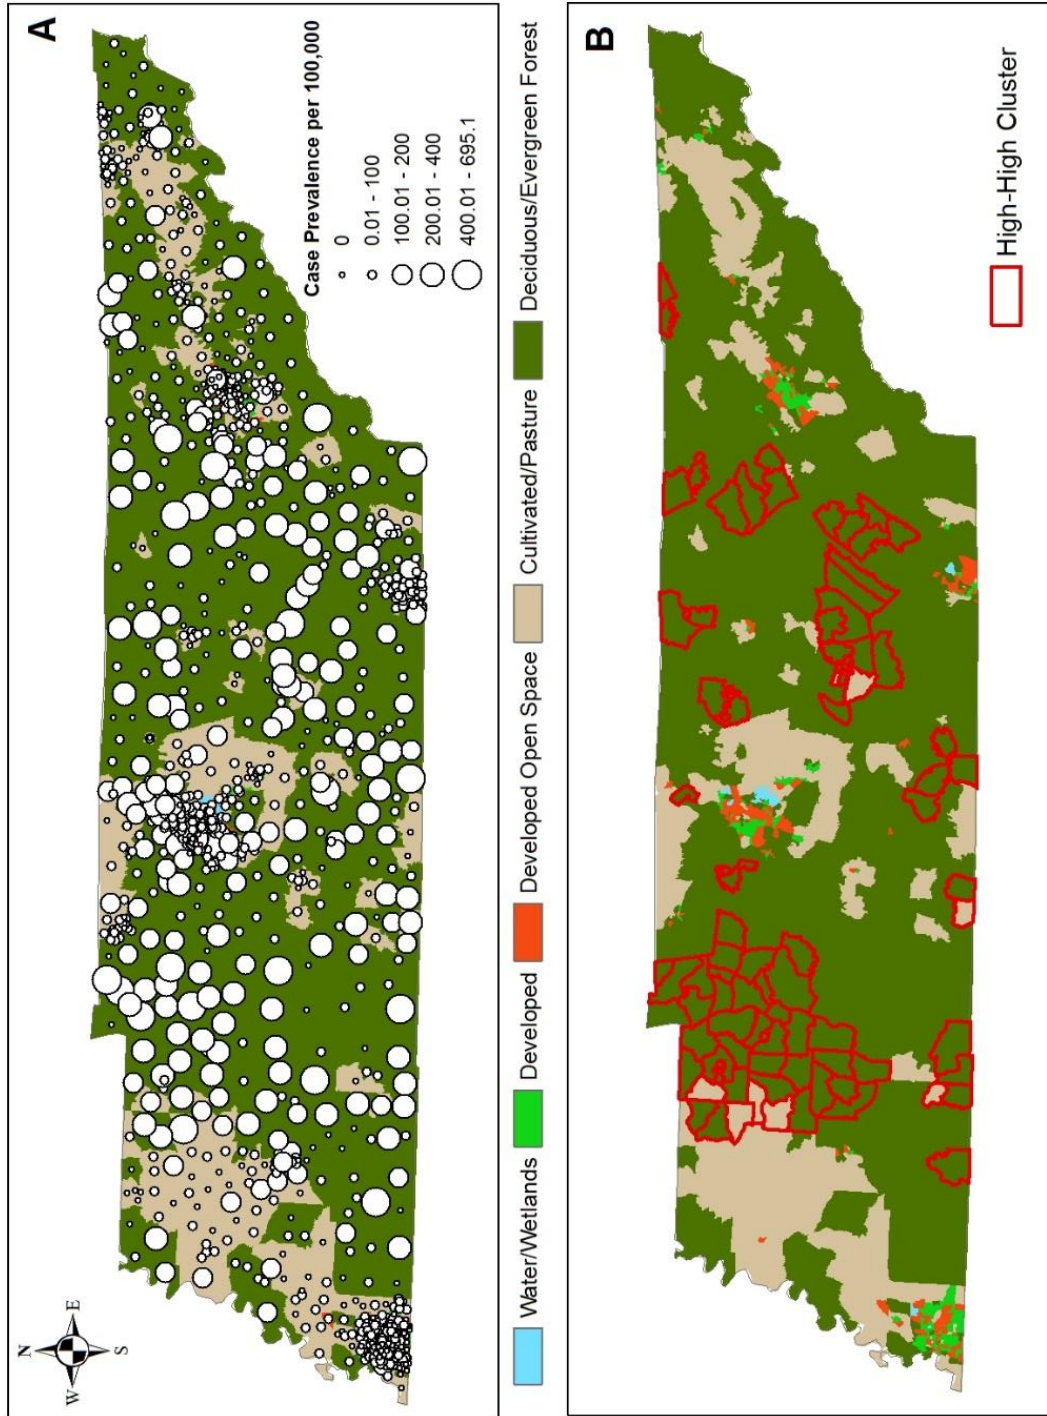 A
N
W
E
S
Case Prevalence per 100,000
0
0.01 - 100
100.01 - 200
200.01 - 400
400.01 - 695.1
Water/Wetlands
Developed
Developed Open Space
Cultivated/Pasture
Deciduous/Evergreen Forest
B
High-High Cluster